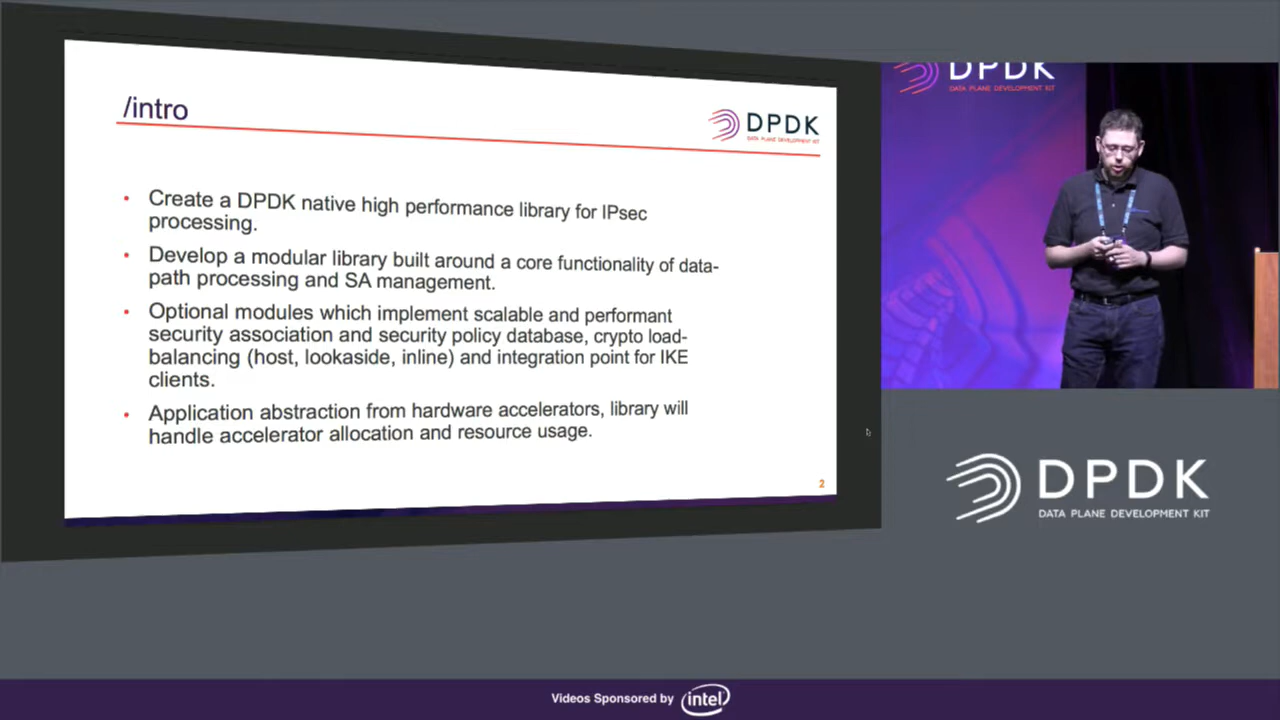 /intro
DPDK
DATA PLANE DEVELOPMENT KIT
• Create a DPDK native high performance library for IPsec
processing.
• Develop a modular library built around a core functionality of data-
path processing and SA management.
• Optional modules which implement scalable and performant
security association and security policy database, crypto load-
balancing (host, lookaside, inline) and integration point for IKE
clients.
• Application abstraction from hardware accelerators, library will
handle accelerator allocation and resource usage.
2
DPDK
DATA PLANE DEVELOPMENT KIT
DPDK
DATA PLANE DEVELOPMENT KIT
Videos Sponsored by intel